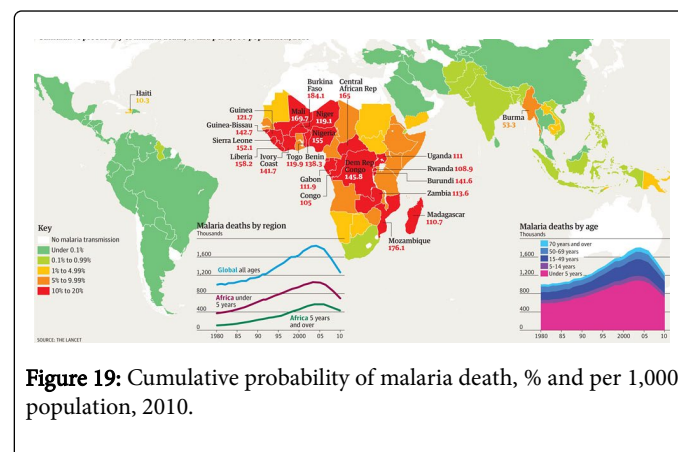 Haiti
10.3
Burkina
Faso
184.1
Central
African Rep
165
Mali
169.7
Niger
119.1
Nigeria
155
Guinea
121.7
Guinea-Bissau
142.7
Sierra Leone
152.1
Liberia
158.2
Ivory
Coast
141.7
Togo
119.9
Benin
138.3
Gabon
111.9
Congo
105
Dem Rep
Congo
145.8
Uganda 111
Rwanda 108.9
Burundi 141.6
Zambia 113.6
Madagascar
110.7
Mozambique
176.1
Burma
53.3
Key
No malaria transmission
Under 0.1%
0.1% to 0.99%
1% to 4.99%
5% to 9.99%
10% to 20%
SOURCE: THE LANCET
Malaria deaths by region
Thousands
1,600
1,200
800
400
0
Global all ages
Africa under
5 years
Africa 5 years
and over
1980 85 90 95 2000 05 10
Malaria deaths by age
Thousands
70 years and over
50-69 years
15-49 years
5-14 years
Under 5 years
1,600
1,200
800
400
0
1980 85 90 95 2000 05 10
Figure 19: Cumulative probability of malaria death, % and per 1,000
population, 2010.